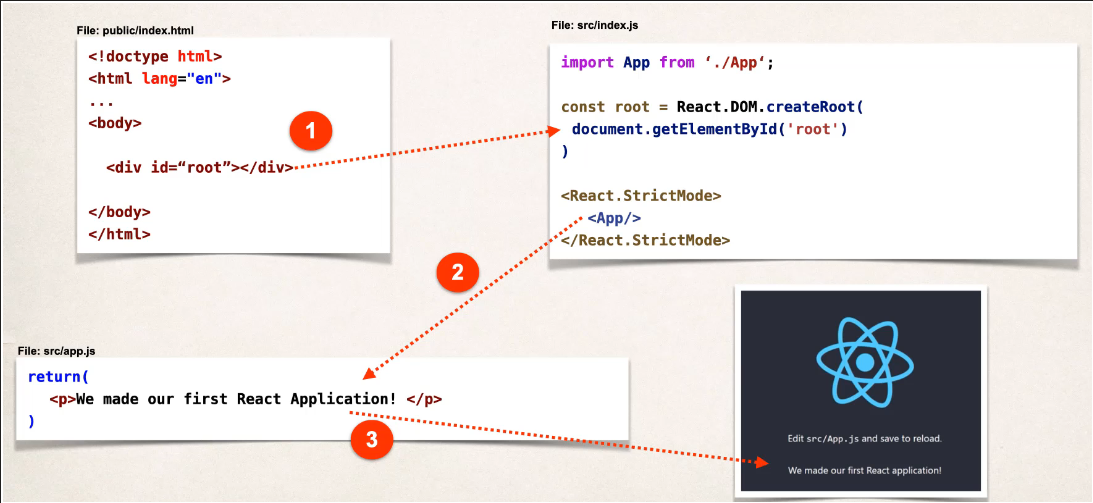 File: public/index.html
<!doctype html>
<html lang="en">
...
<body>
<div id=“root”></div>
</body>
</html>
1
File: src/index.js
import App from ‘./App‘;
const root = React.DOM.createRoot(
document.getElementById('root')
)
<React.StrictMode>
<App/>
</React.StrictMode>
2
File: src/app.js
return(
<p>We made our first React Application! </p>
)
3
Edit src/App.js and save to reload.
We made our first React application!